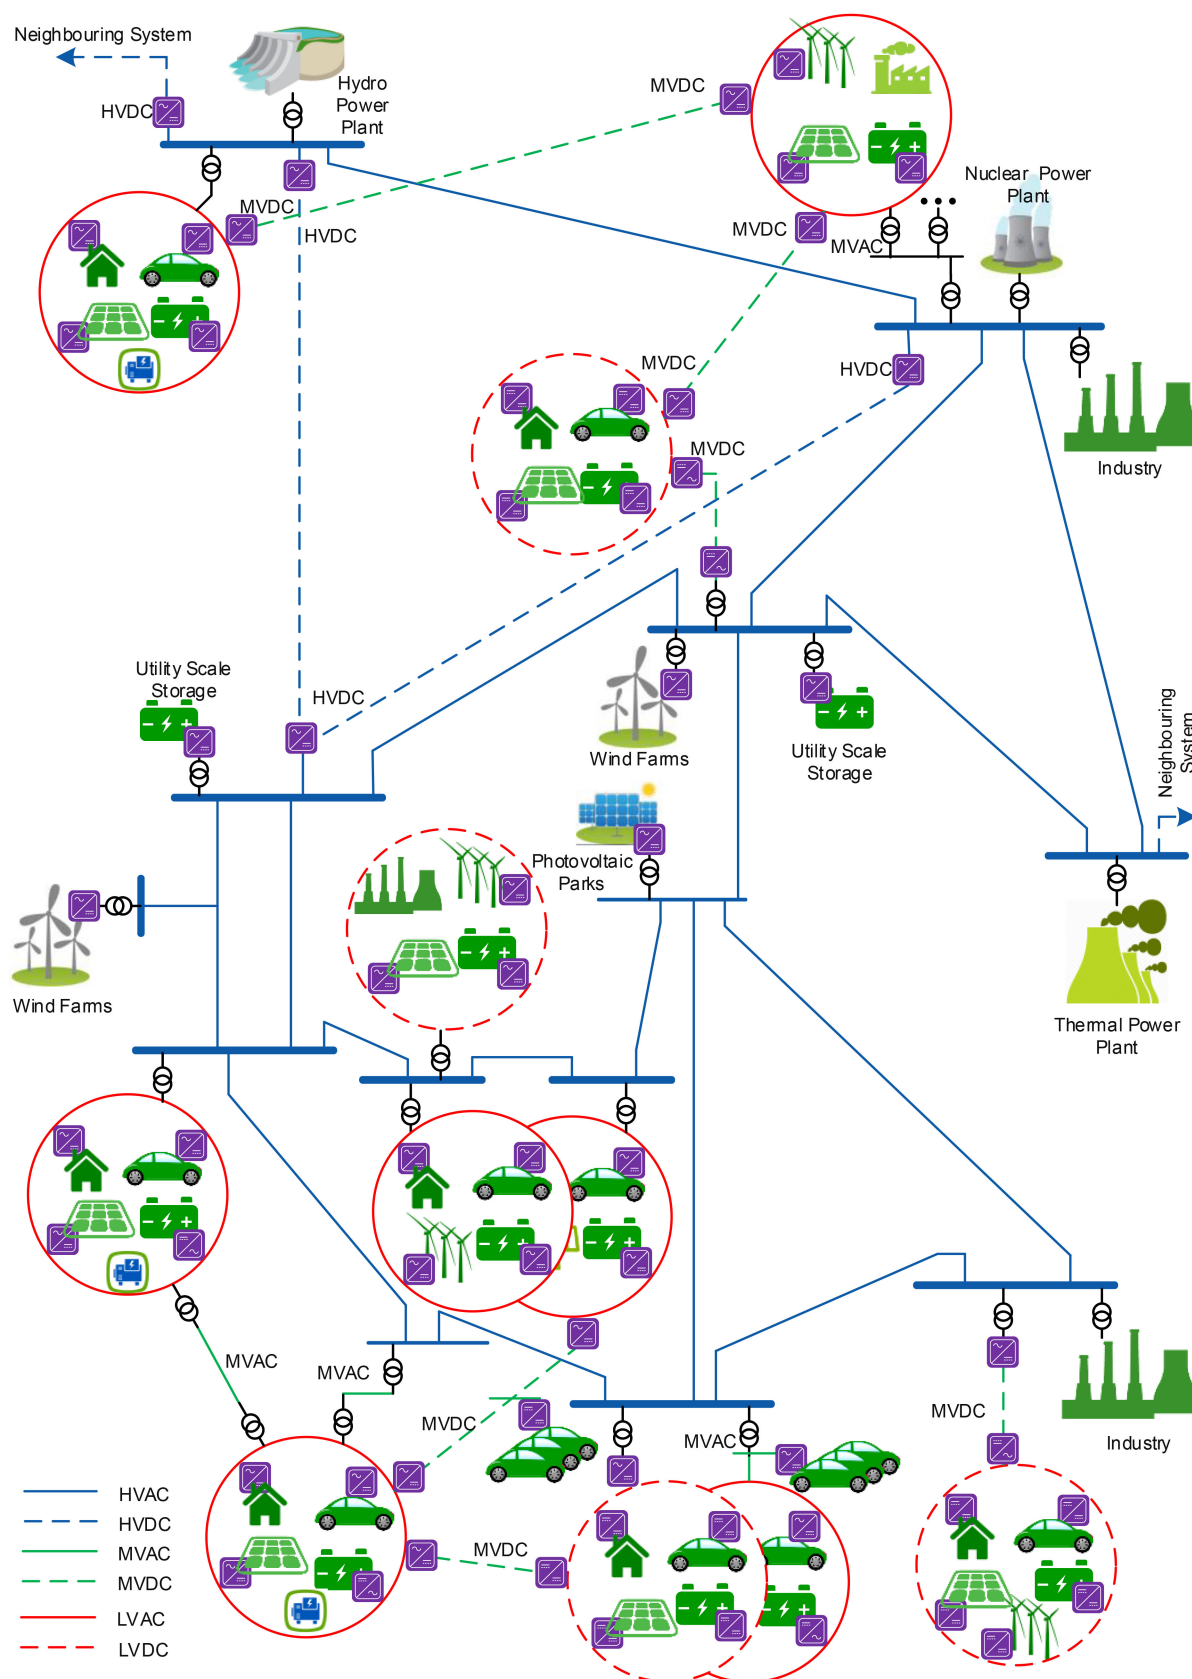 Neighbouring System
Hydro
Power
Plant
HVDC
MVDC
MVDC
HVDC
MVDC
MVAC
Nuclear Power
Plant
MVDC
HVDC
MVDC
Industry
Utility Scale
Storage
HVDC
Wind Farms
Utility Scale
Storage
Neighbouring
System
Photovoltaic
Parks
Wind Farms
Thermal Power
Plant
MVAC
MVAC
MVDC
MVAC
MVDC
Industry
MVDC
HVAC
HVDC
MVAC
MVDC
LVAC
LVDC